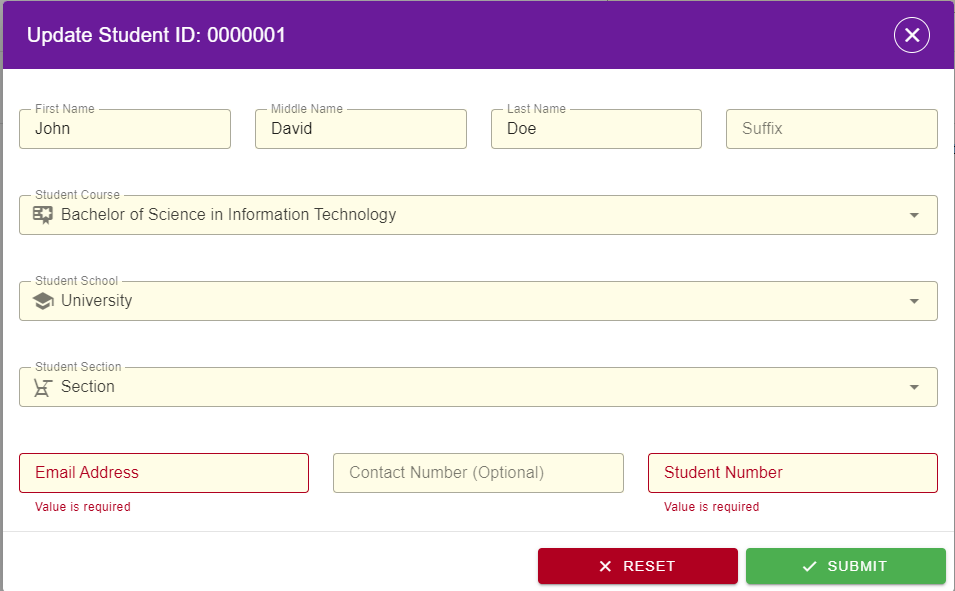 Update Student ID: 0000001
First Name Middle Name Last Name
John David Doe Suffix
Student Course
Bachelor of Science in Information Technology
Student School
University
Student Section
Section
Email Address Contact Number (Optional) Student Number
Value is required Value is required
RESET SUBMIT